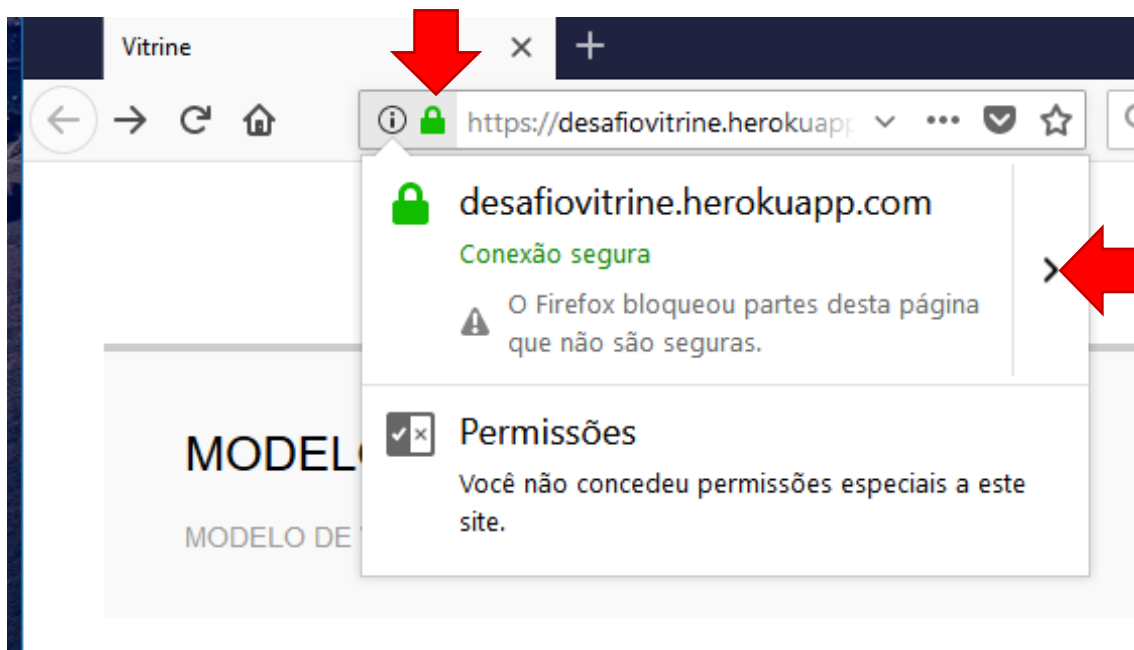 Vitrine
https://desafiovitrine.herokuapp
desafiovitrine.herokuapp.com
Conexão segura
O Firefox bloqueou partes desta página
que não são seguras.
MODEL
Permissões
Você não concedeu permissões especiais a este
site.
MODELO DE